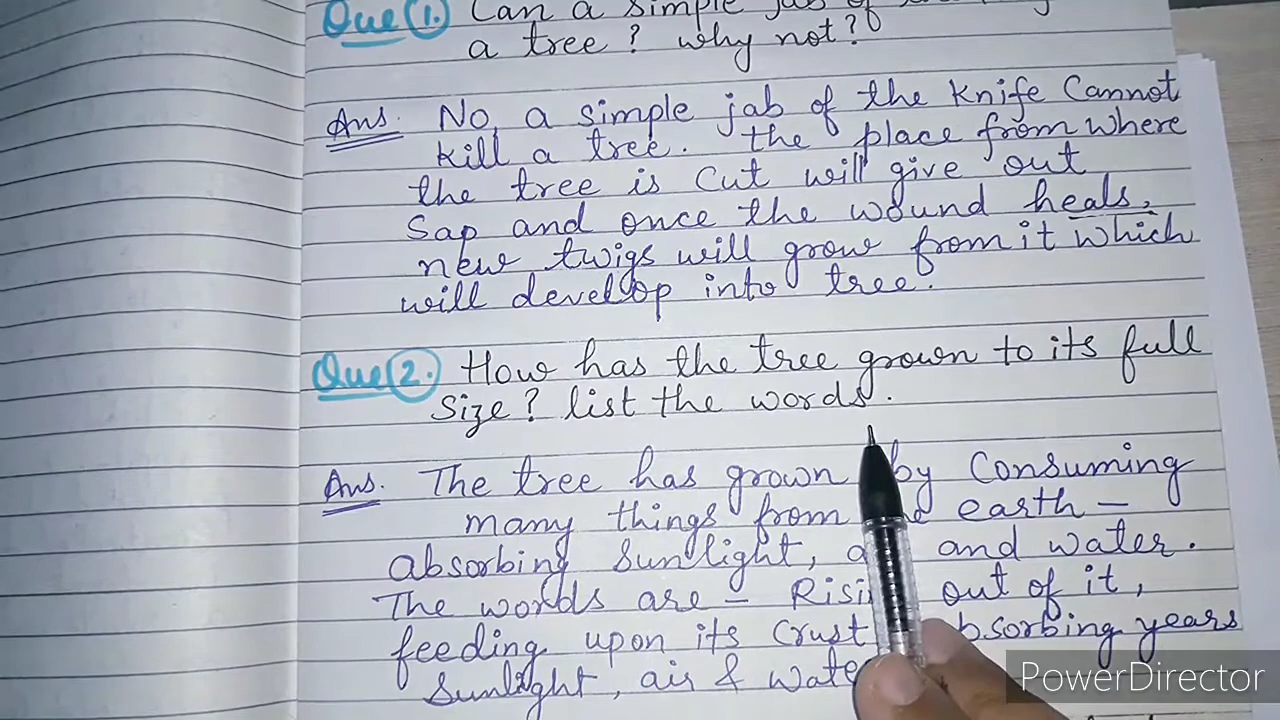 Que (1.) Can a simple jab of
a tree ? why not?
Ans. No, a simple jab of the knife Cannot
kill a tree. the place from where
the tree is cut will give out
Sap and once the wound heals,
new twigs will grow from it which
will develop into tree.
Que (2.) How has the tree grown to its full
Size? list the words.
Ans. The tree has grown by Consuming
many things from earth -
absorbing Sunlight, and water.
The words are - out of it,
feeding upon its crust years
Sunlight, air &
PowerDirector